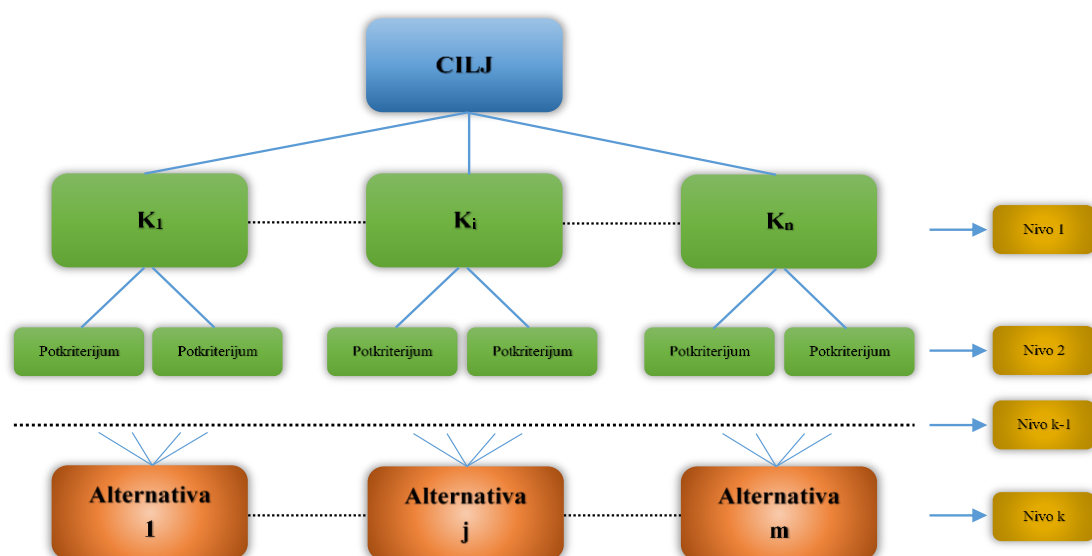 CILJ
K₁
Kᵢ
Kₙ
Nivo 1
Potkriterijum
Potkriterijum
Potkriterijum
Potkriterijum
Potkriterijum
Potkriterijum
Nivo 2
Nivo k-1
Alternativa
1
Alternativa
j
Alternativa
m
Nivo k